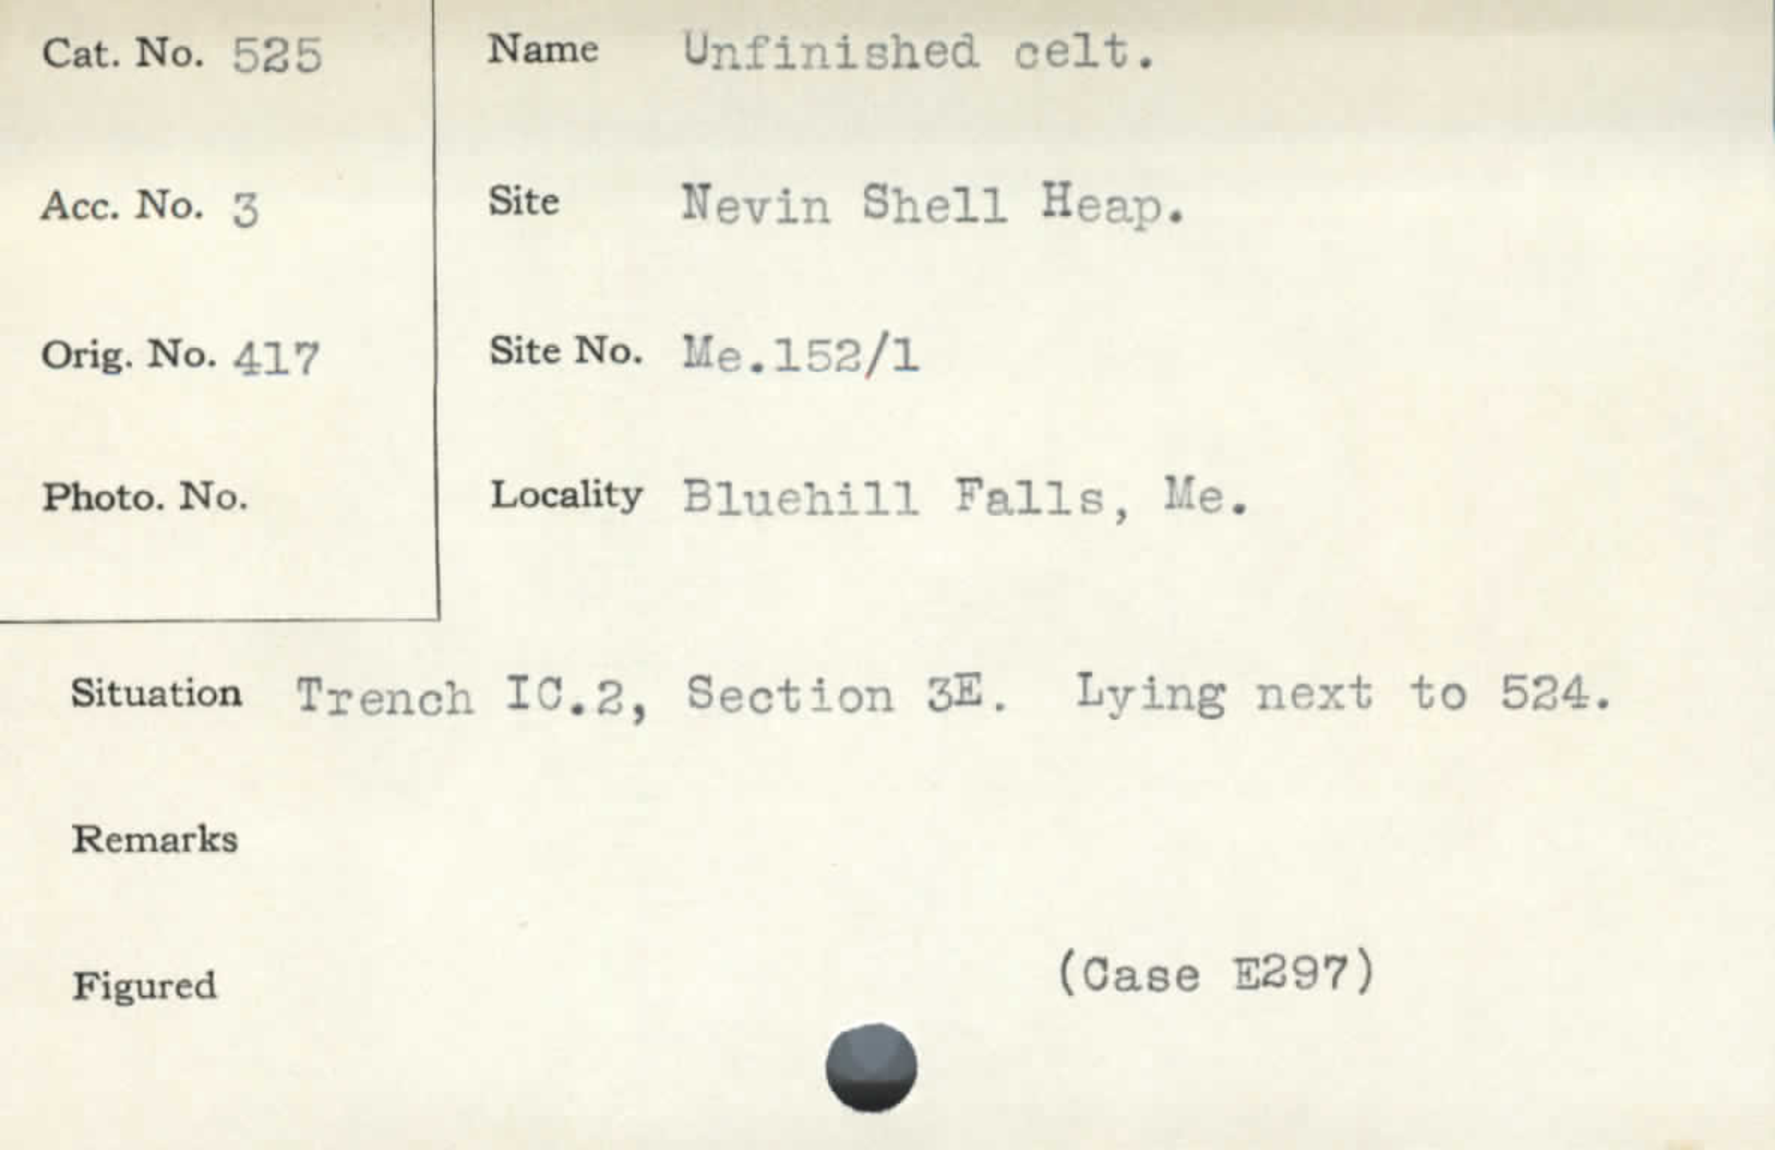 Cat. No. 525
Name Unfinished celt.
Acc. No. 3
Site Nevin Shell Heap.
Orig. No. 417
Site No. Me.152/1
Photo. No.
Locality Bluehill Falls, Me.
Situation Trench IC.2, Section 3E. Lying next to 524.
Remarks
Figured
(Case E297)